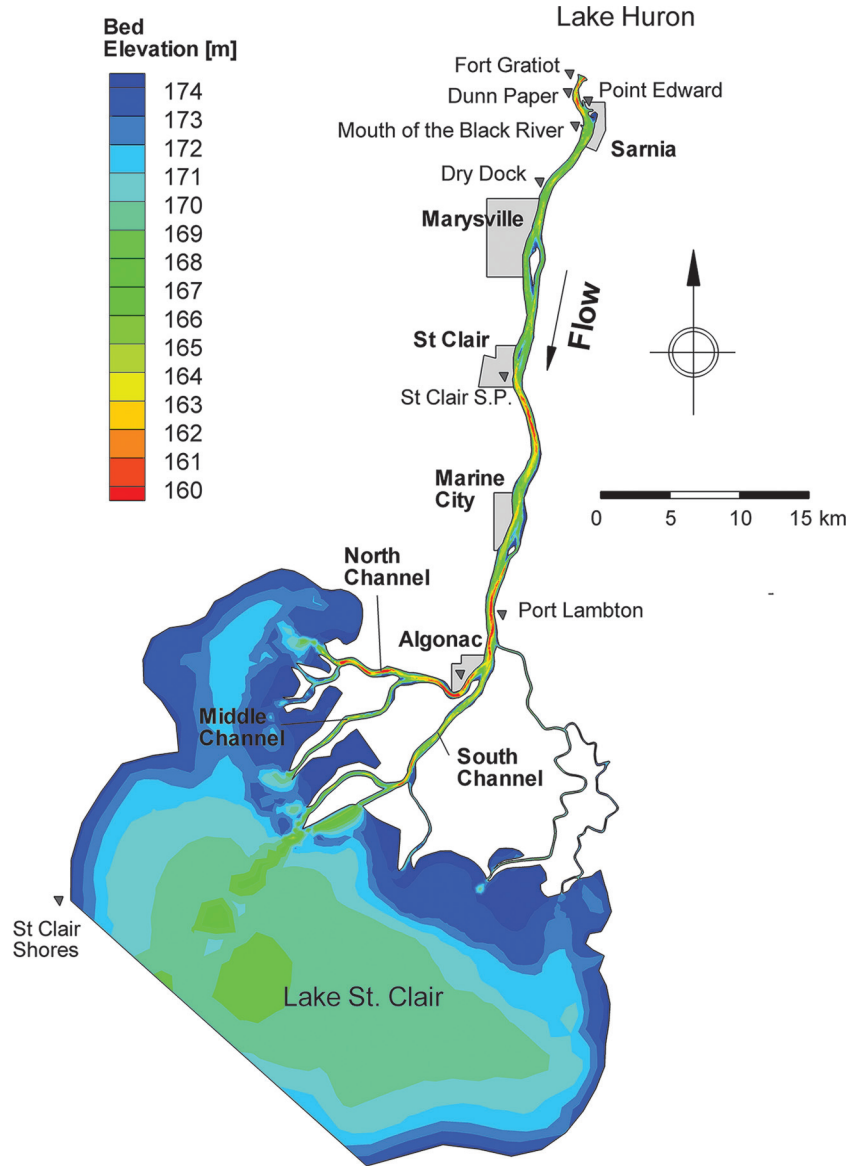 Lake Huron
Bed
Elevation [m]
174
173
172
171
170
169
168
167
166
165
164
163
162
161
160
Fort Gratiot
Dunn Paper
Point Edward
Mouth of the Black River
Sarnia
Dry Dock
Marysville
Flow
St Clair
St Clair S.P.
Marine
City
0 5 10 15 km
North
Channel
Port Lambton
Algonac
Middle
Channel
South
Channel
St Clair
Shores
Lake St. Clair